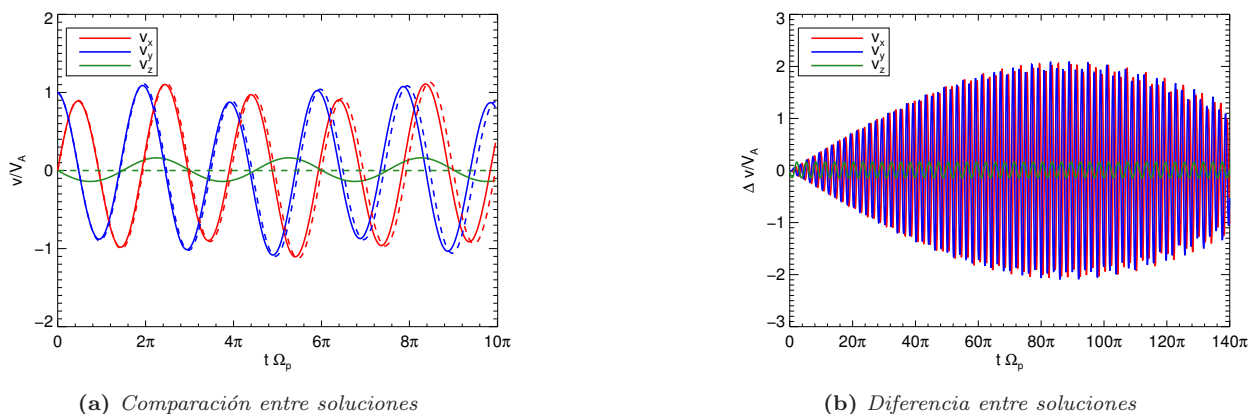 2
1
0
−1
−2
v/V_A
v_x
v_y
v_z
0
2π
4π
6π
8π
10π
t Ω_p
(a) Comparación entre soluciones
3
2
1
0
−1
−2
−3
Δ v/V_A
v_x
v_y
v_z
0
20π
40π
60π
80π
100π
120π
140π
t Ω_p
(b) Diferencia entre soluciones